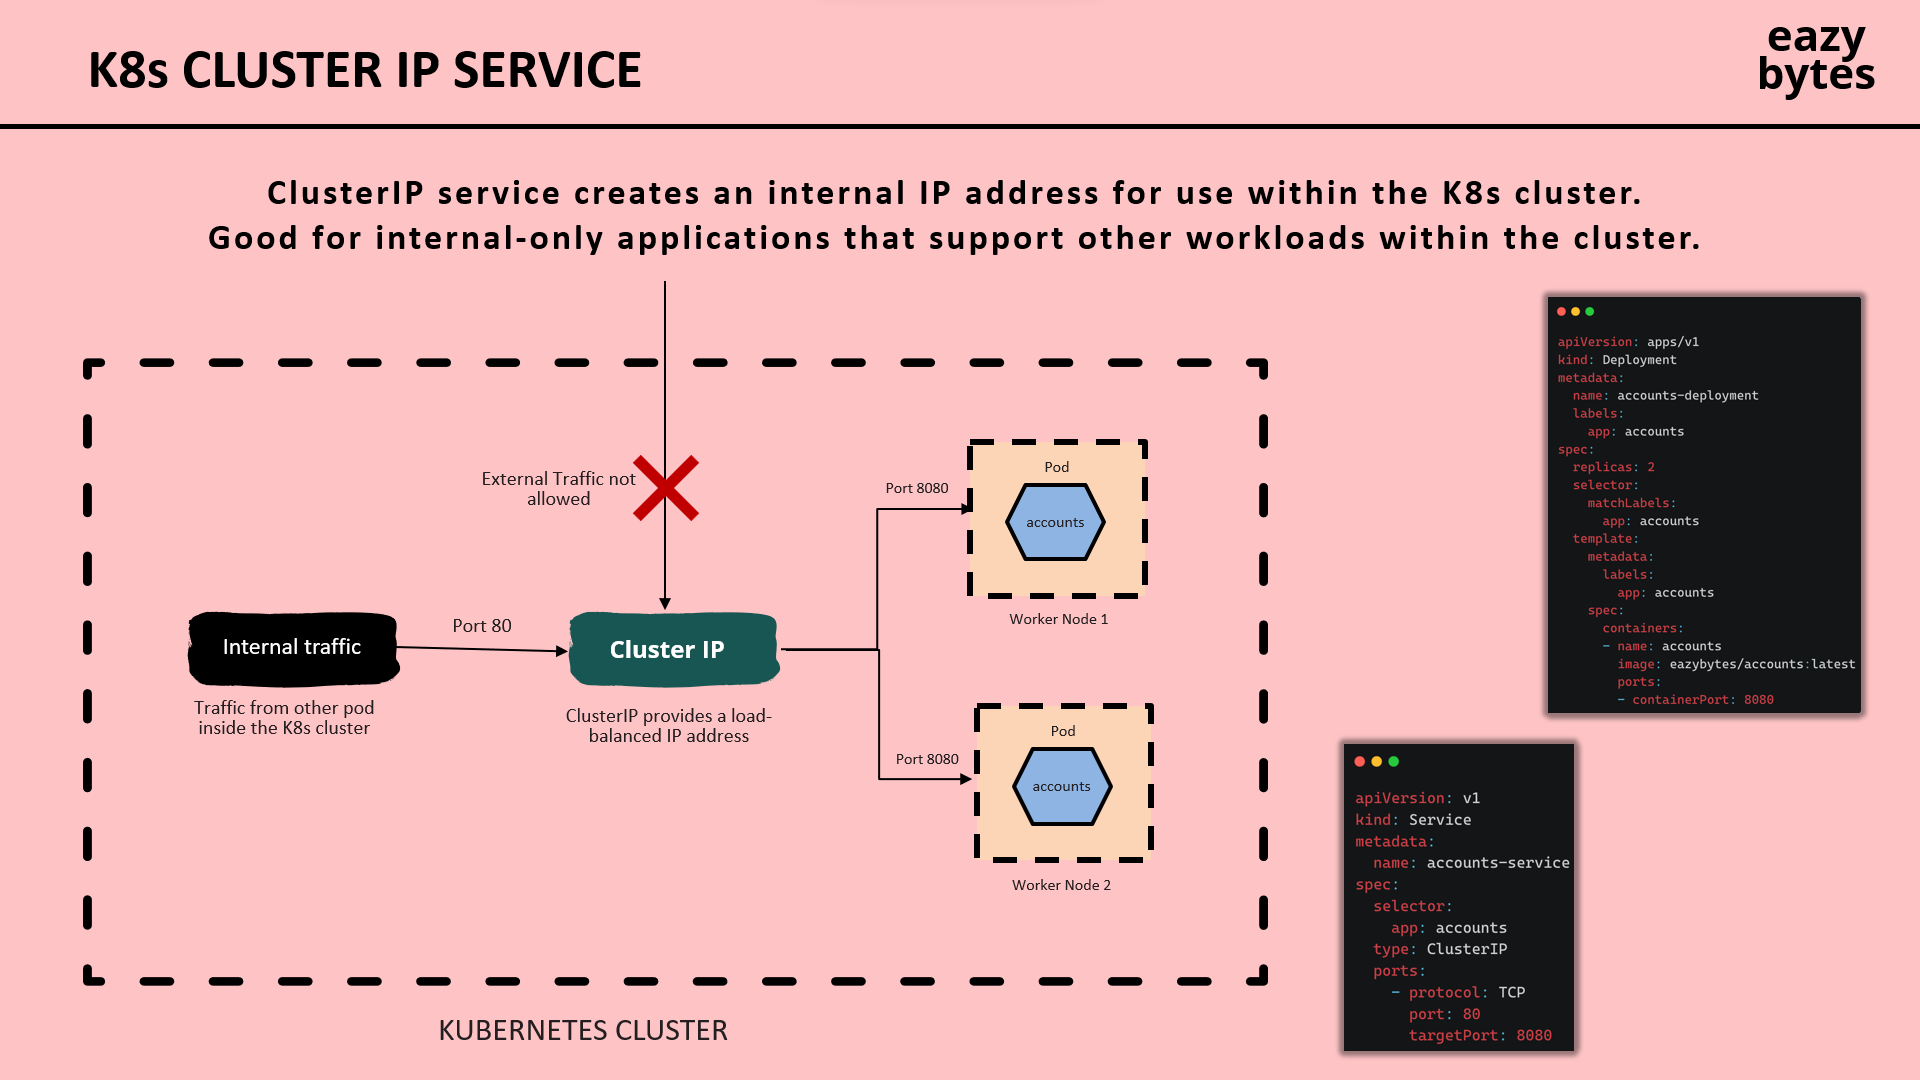 K8s CLUSTER IP SERVICE
eazy
bytes
ClusterIP service creates an internal IP address for use within the K8s cluster.
Good for internal-only applications that support other workloads within the cluster.
External Traffic not
allowed
Internal traffic
Port 80
Cluster IP
Traffic from other pod
inside the K8s cluster
ClusterIP provides a load-
balanced IP address
Port 8080
Pod
accounts
Worker Node 1
Port 8080
Pod
accounts
Worker Node 2
KUBERNETES CLUSTER
apiVersion: apps/v1
kind: Deployment
metadata:
  name: accounts-deployment
  labels:
    app: accounts
spec:
  replicas: 2
  selector:
    matchLabels:
      app: accounts
  template:
    metadata:
      labels:
        app: accounts
    spec:
      containers:
      - name: accounts
        image: eazybytes/accounts:latest
        ports:
        - containerPort: 8080
apiVersion: v1
kind: Service
metadata:
  name: accounts-service
spec:
  selector:
    app: accounts
  type: ClusterIP
  ports:
    - protocol: TCP
      port: 80
      targetPort: 8080